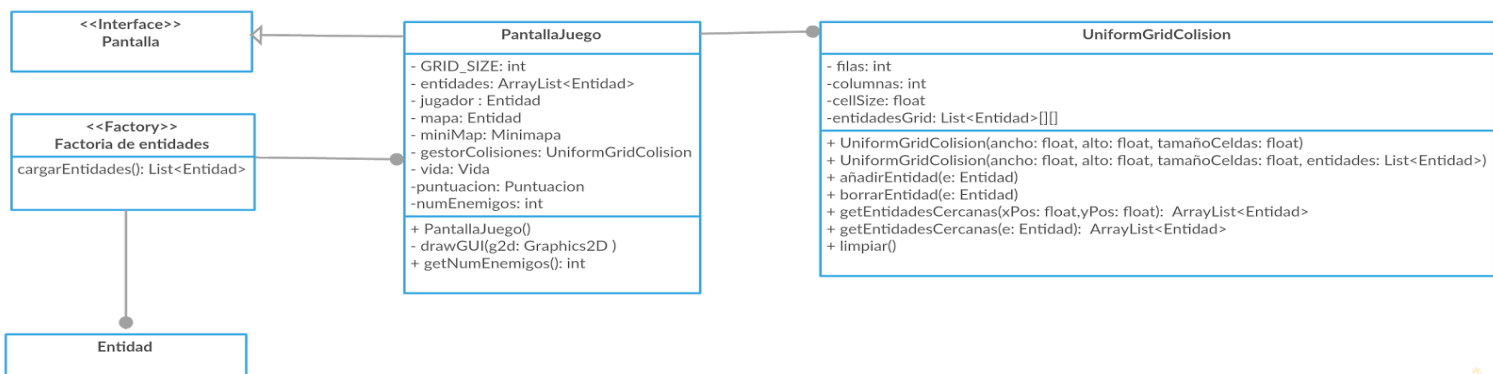 <<Interface>>
Pantalla
<<Factory>>
Factoria de entidades
cargarEntidades(): List<Entidad>
Entidad
PantallaJuego
- GRID_SIZE: int
- entidades: ArrayList<Entidad>
- jugador : Entidad
- mapa: Entidad
- miniMap: Minimapa
- gestorColisiones: UniformGridColision
- vida: Vida
-puntuacion: Puntuacion
-numEnemigos: int
+ PantallaJuego()
- drawGUI(g2d: Graphics2D )
+ getNumEnemigos(): int
UniformGridColision
- filas: int
-columnas: int
-cellSize: float
-entidadesGrid: List<Entidad>[][]
+ UniformGridColision(ancho: float, alto: float, tamañoCeldas: float)
+ UniformGridColision(ancho: float, alto: float, tamañoCeldas: float, entidades: List<Entidad>)
+ añadirEntidad(e: Entidad)
+ borrarEntidad(e: Entidad)
+ getEntidadesCercanas(xPos: float,yPos: float): ArrayList<Entidad>
+ getEntidadesCercanas(e: Entidad): ArrayList<Entidad>
+ limpiar()